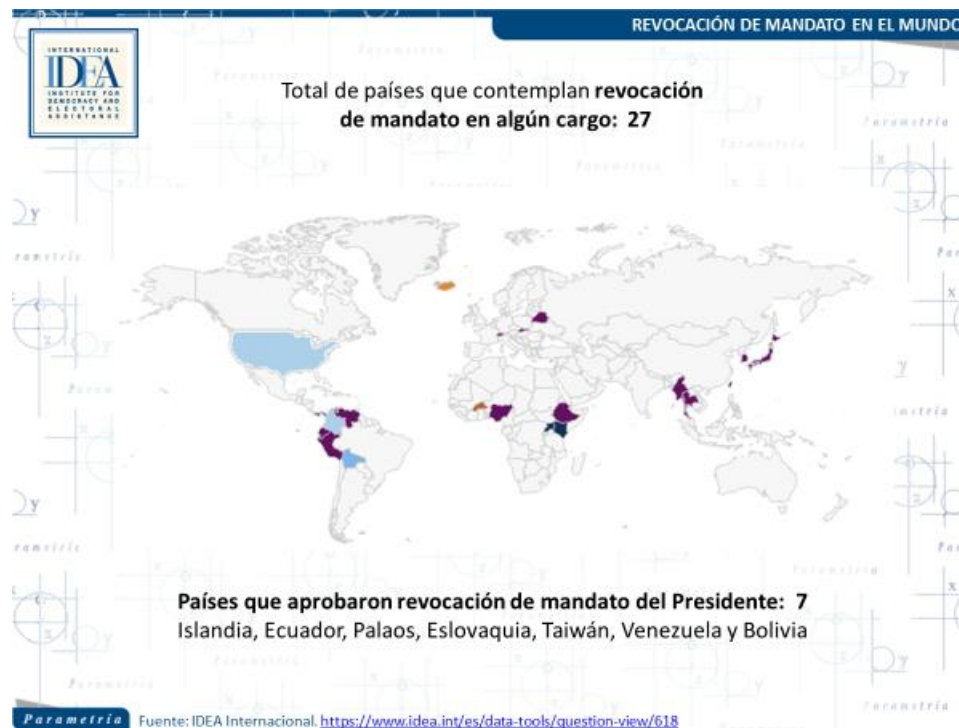 REVOCACIÓN DE MANDATO EN EL MUNDO
INTERNATIONAL
IDEA
INSTITUTE FOR
DEMOCRACY AND
ELECTORAL
ASSISTANCE
Total de países que contemplan revocación
de mandato en algún cargo: 27
Países que aprobaron revocación de mandato del Presidente: 7
Islandia, Ecuador, Palaos, Eslovaquia, Taiwán, Venezuela y Bolivia
Parametría
Fuente: IDEA Internacional. https://www.idea.int/es/data-tools/question-view/618